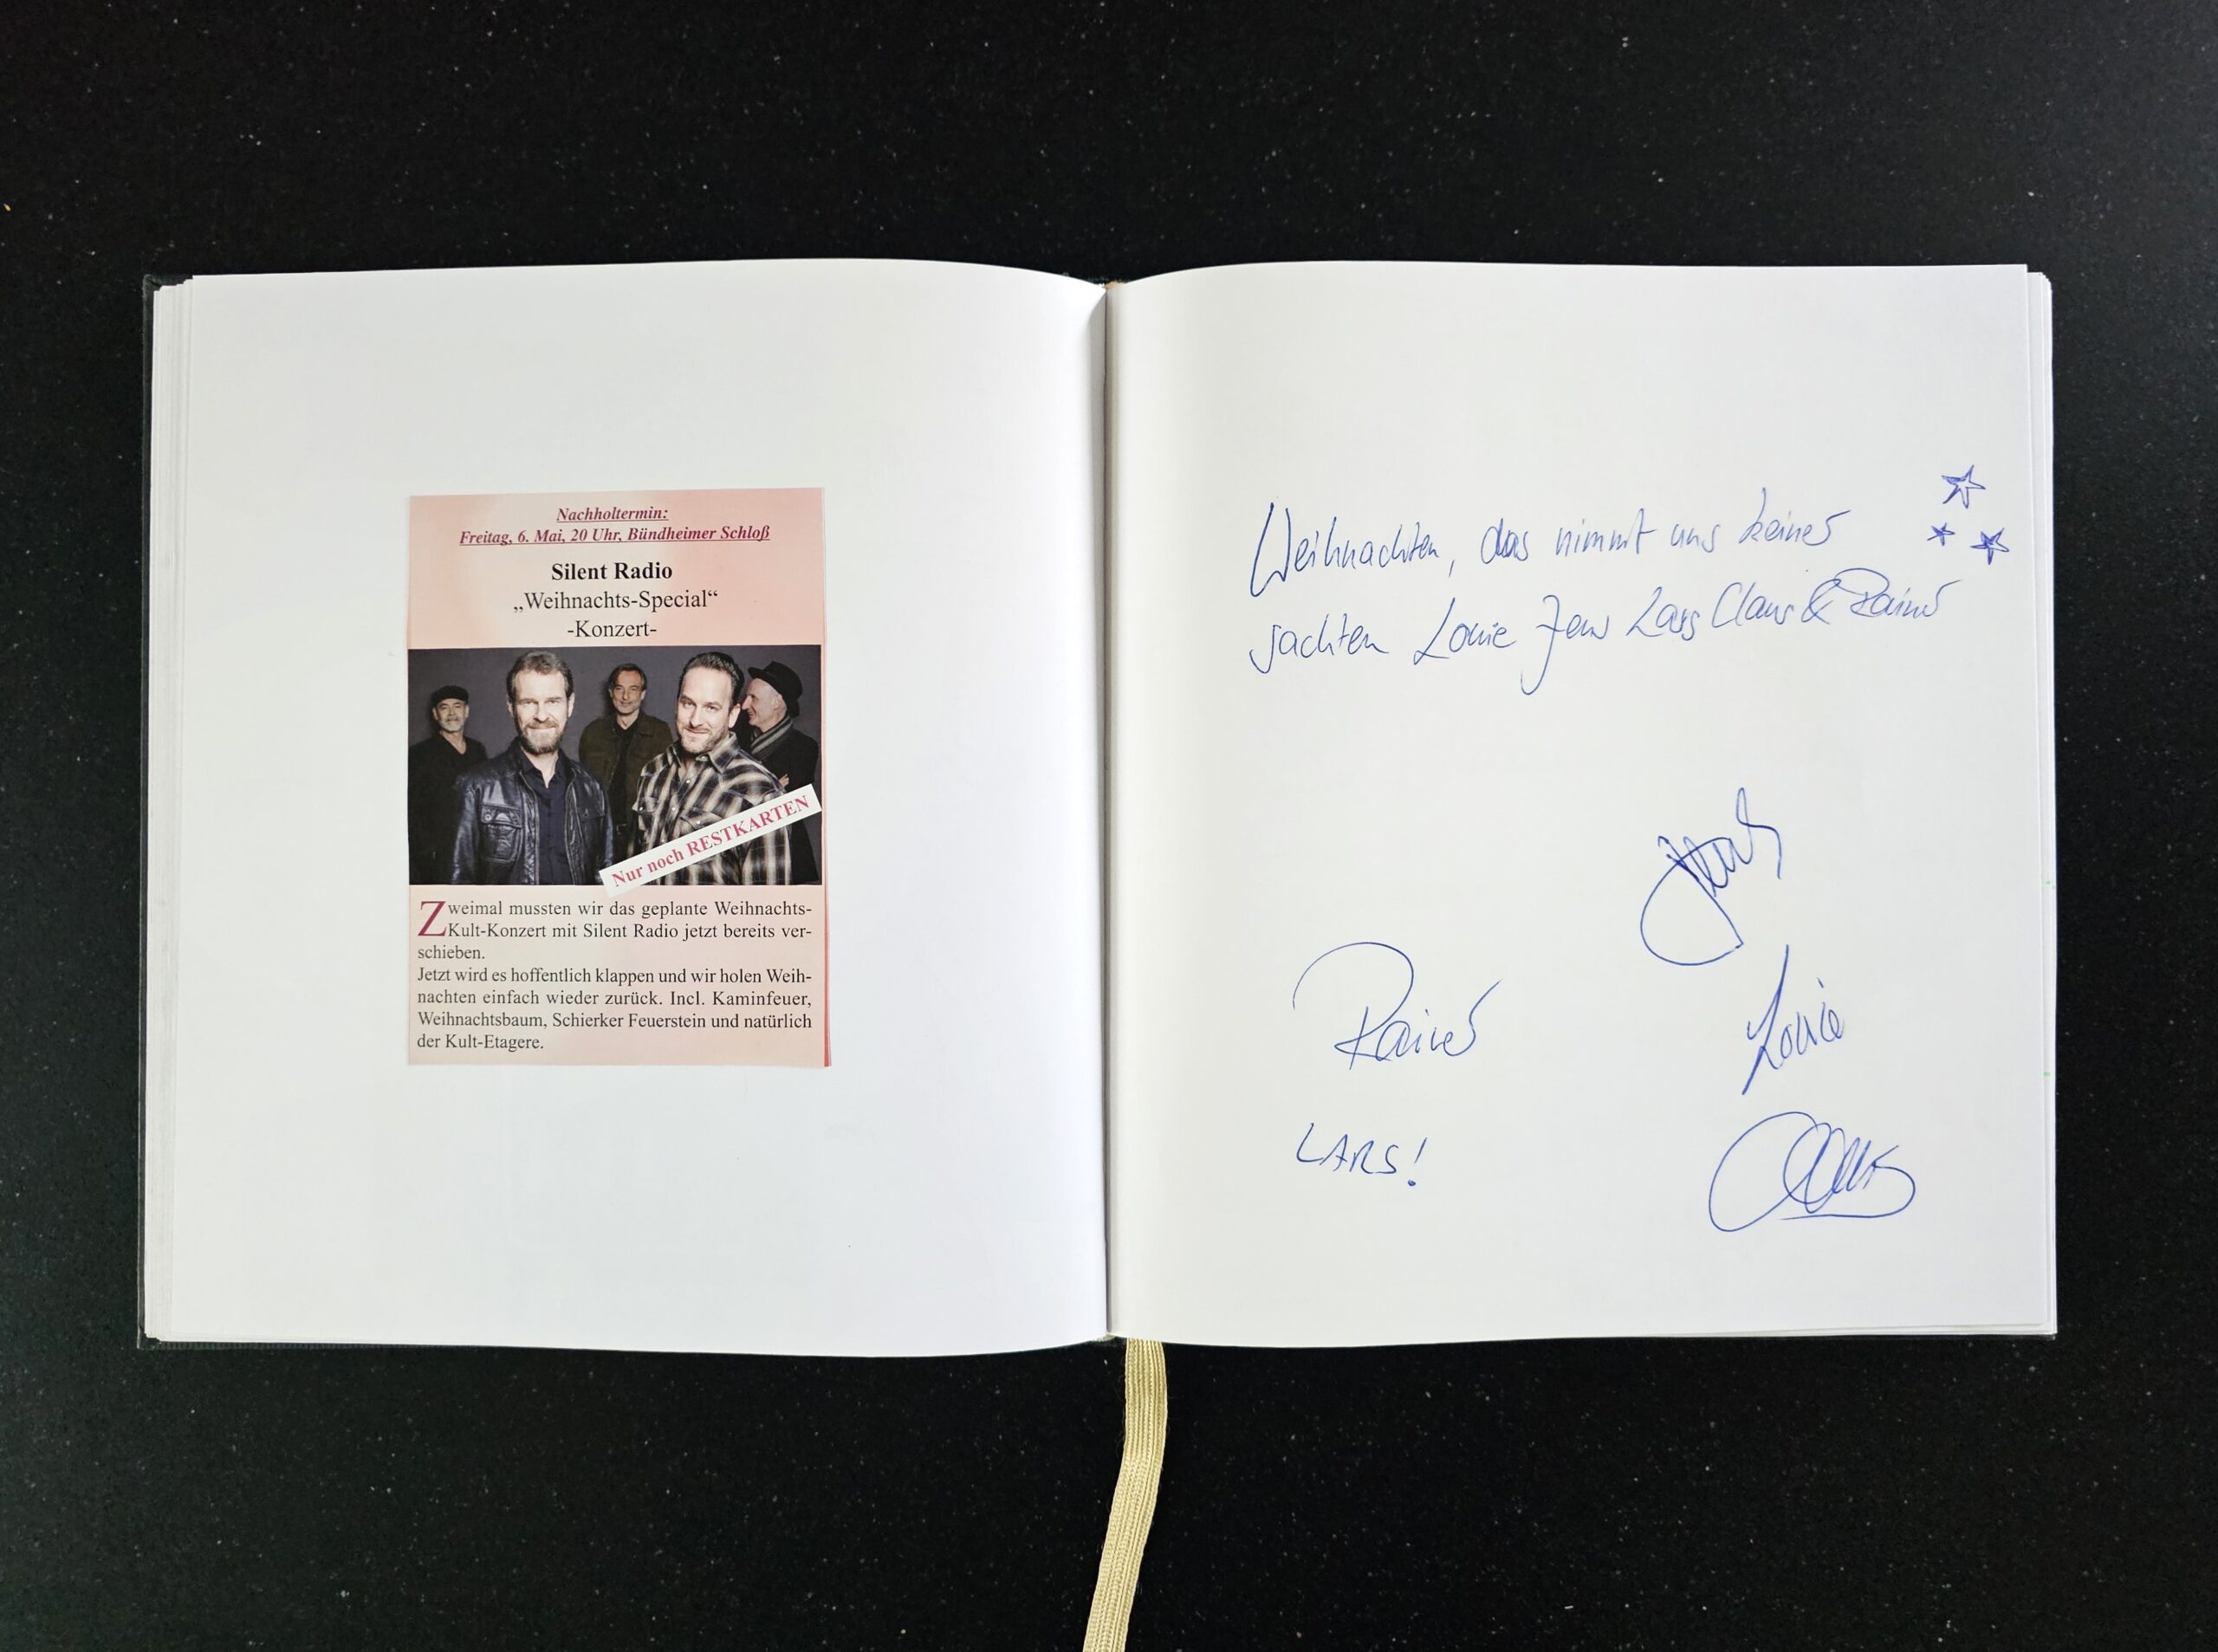 Nachholtermin:
Freitag, 6. Mai, 20 Uhr, Bündheimer Schloß
Silent Radio
„Weihnachts-Special“
-Konzert-
Nur noch RESTKARTEN
Zweimal mussten wir das geplante Weihnachts-
Kult-Konzert mit Silent Radio jetzt bereits ver-
schieben.
Jetzt wird es hoffentlich klappen und wir holen Weih-
nachten einfach wieder zurück. Incl. Kaminfeuer,
Weihnachtsbaum, Schierker Feuerstein und natürlich
der Kult-Etagere.
Weihnachten, das nimmt uns keiner
sachten Louie Jens Lars Claus & Rainer
Jens
Rainer
Louie
LARS!
Claus